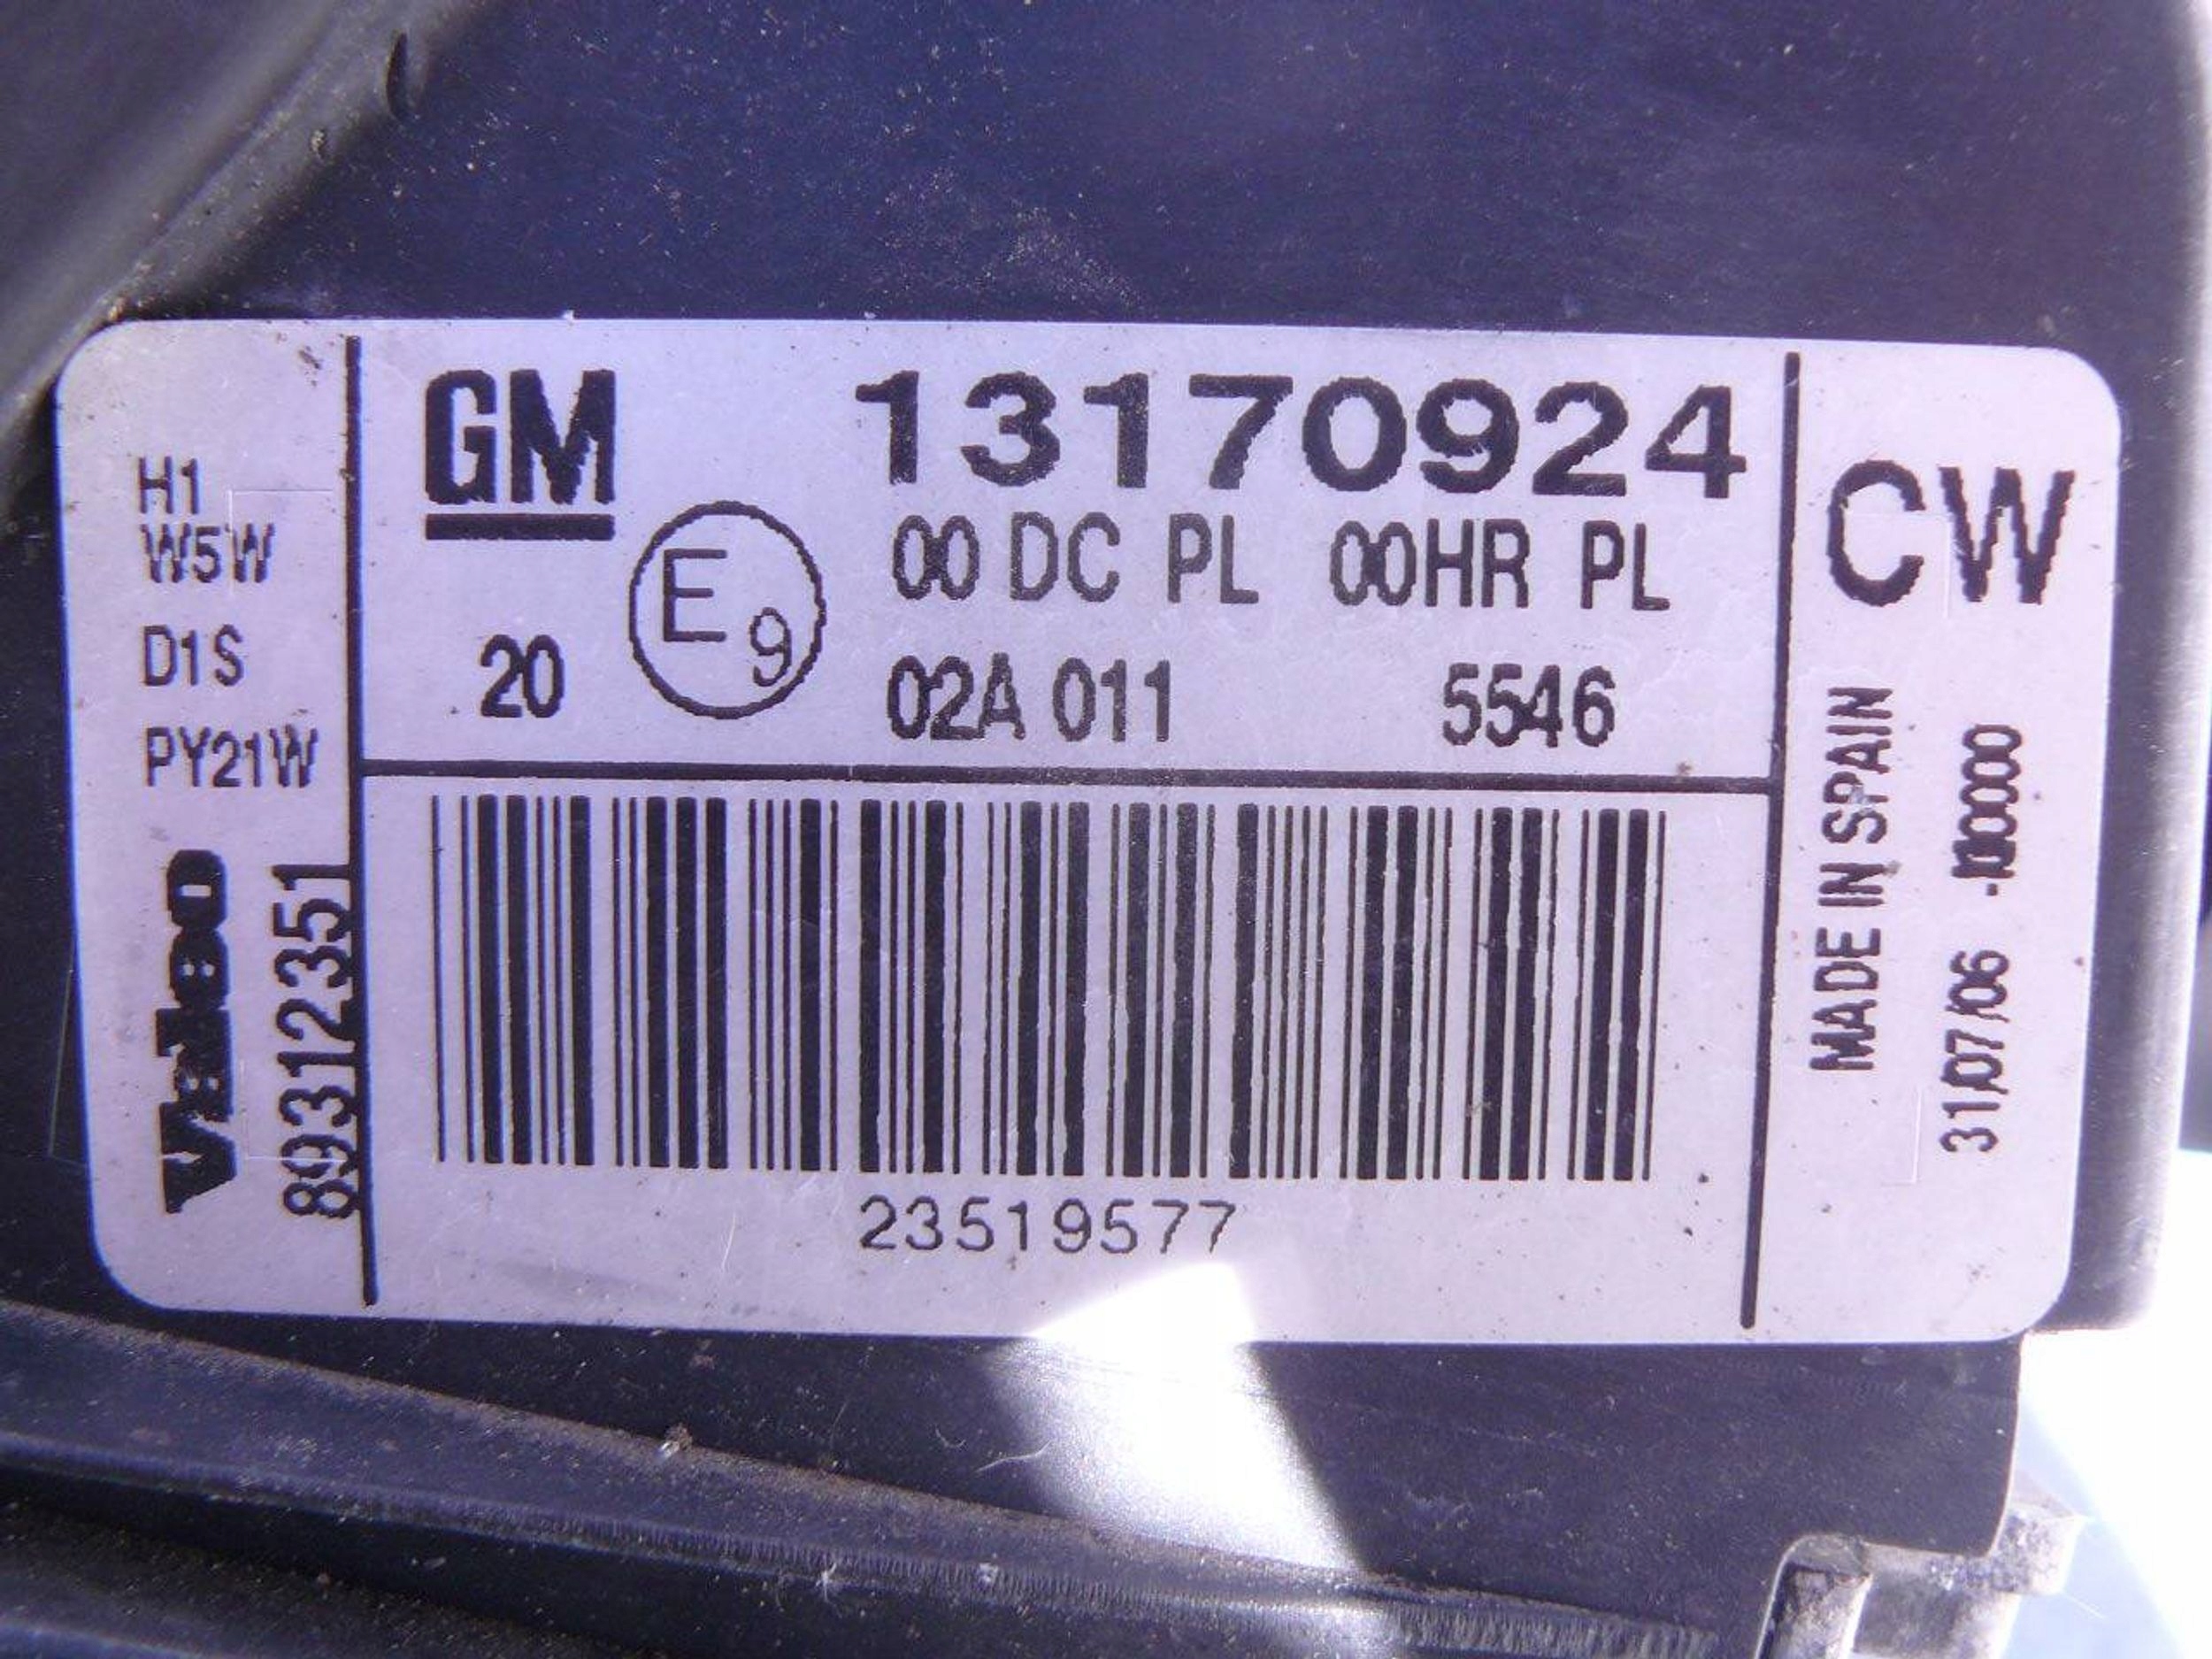 H1
W5W
D1S
PY21W
Valeo
89312351
GM
13170924
E9
00 DC PL 00HR PL
20
02A 011 5546
23519577
CW
MADE IN SPAIN
31/07/06